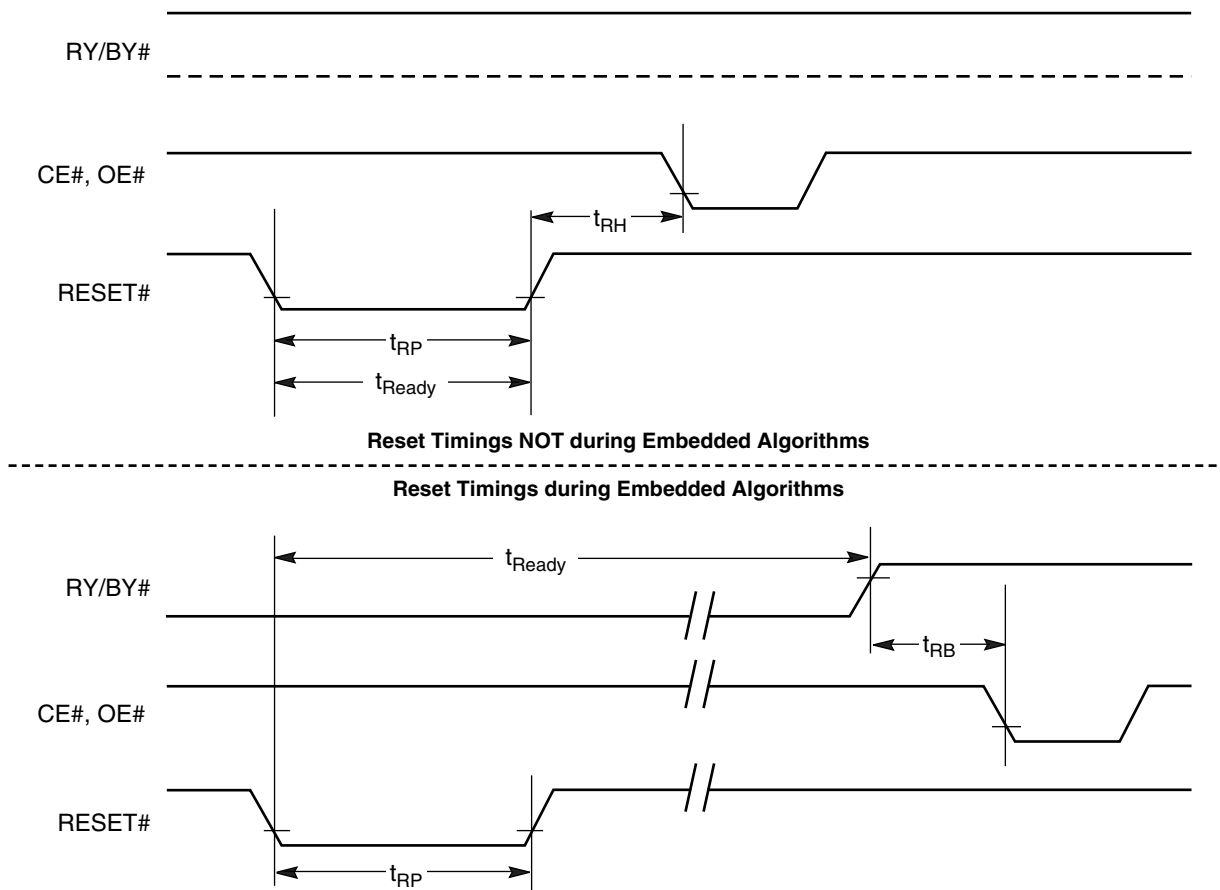 RY/BY#
CE#, OE#
tRH
RESET#
tRP
tReady
Reset Timings NOT during Embedded Algorithms
Reset Timings during Embedded Algorithms
tReady
RY/BY#
tRB
CE#, OE#
RESET#
tRP